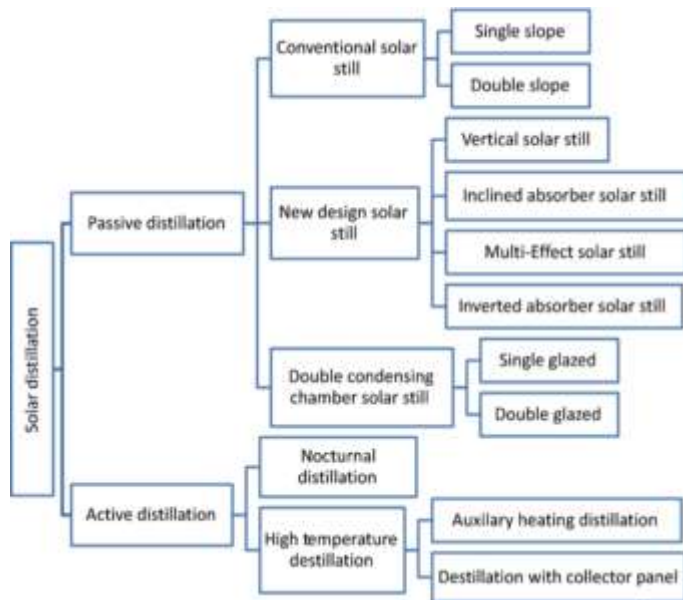 Solar distillation
Passive distillation
Conventional solar
still
Single slope
Double slope
New design solar
still
Vertical solar still
Inclined absorber solar still
Multi-Effect solar still
Inverted absorber solar still
Double condensing
chamber solar still
Single glazed
Double glazed
Active distillation
Nocturnal
distillation
High temperature
destillation
Auxilary heating distillation
Destillation with collector panel